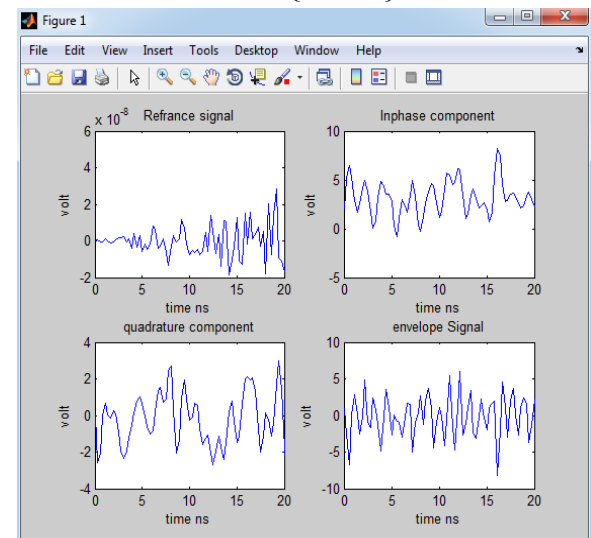 Figure 1
File Edit View Insert Tools Desktop Window Help
x 10^-8 Refrance signal
6
4
2
0
-2
volt
0 5 10 15 20
time ns
Inphase component
10
5
0
-5
volt
0 5 10 15 20
time ns
quadrature component
4
2
0
-2
-4
volt
0 5 10 15 20
time ns
envelope Signal
10
5
0
-5
-10
volt
0 5 10 15 20
time ns